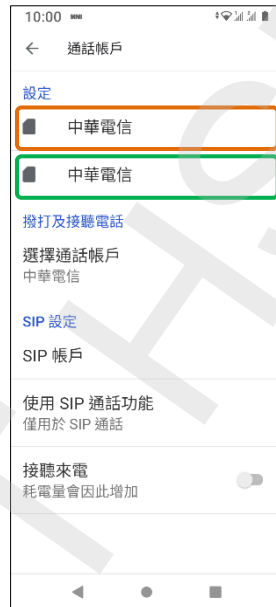 10:00
通話帳戶
設定
中華電信
中華電信
撥打及接聽電話
選擇通話帳戶
中華電信
SIP 設定
SIP 帳戶
使用 SIP 通話功能
僅用於 SIP 通話
接聽來電
耗電量會因此增加